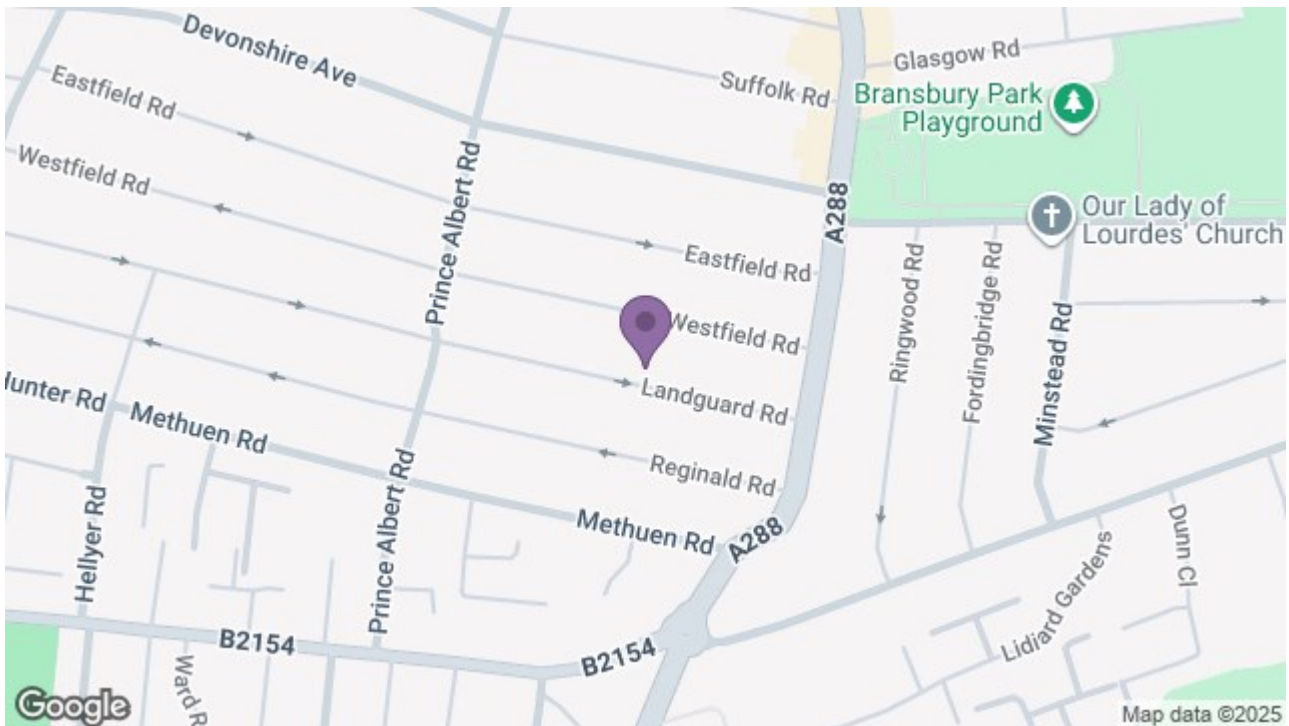 Devonshire Ave
Eastfield Rd
Westfield Rd
Suffolk Rd
Glasgow Rd
Bransbury Park
Playground
Our Lady of
Lourdes' Church
A288
Prince Albert Rd
Eastfield Rd
Westfield Rd
Landguard Rd
Reginald Rd
Ringwood Rd
Fordingbridge Rd
Minstead Rd
Hunter Rd
Methuen Rd
Methuen Rd
A288
Prince Albert Rd
Hellyer Rd
B2154
B2154
Ward R
Lidiard Gardens
Dunn Cl
Google
Map data ©2025